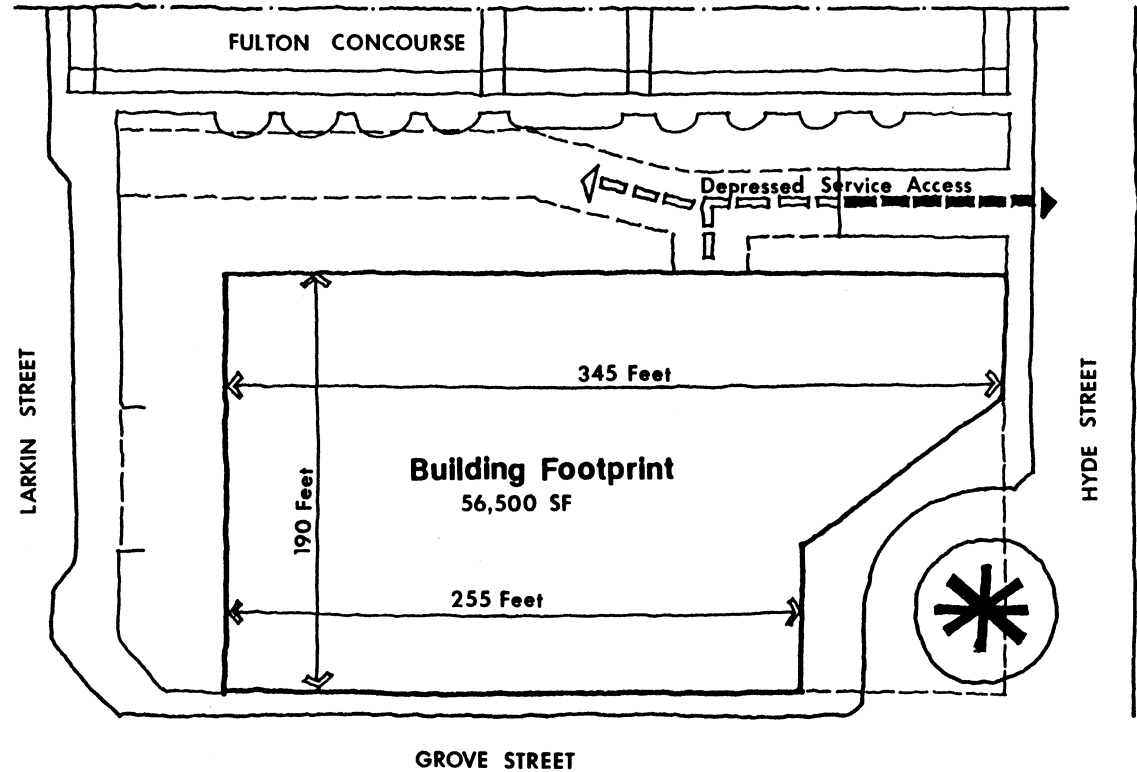 FULTON CONCOURSE
Depressed Service Access
LARKIN STREET
345 Feet
HYDE STREET
Building Footprint
56,500 SF
190 Feet
255 Feet
GROVE STREET